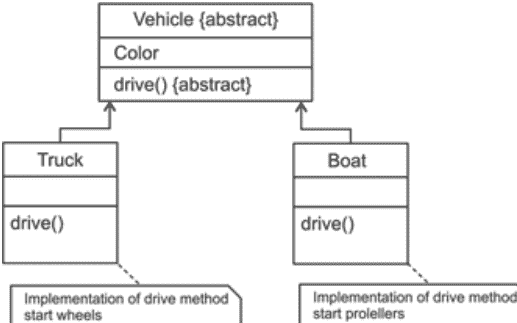 Vehicle {abstract}
Color
drive() {abstract}
Truck
drive()
Implementation of drive method
start wheels
Boat
drive()
Implementation of drive method
start prolellers